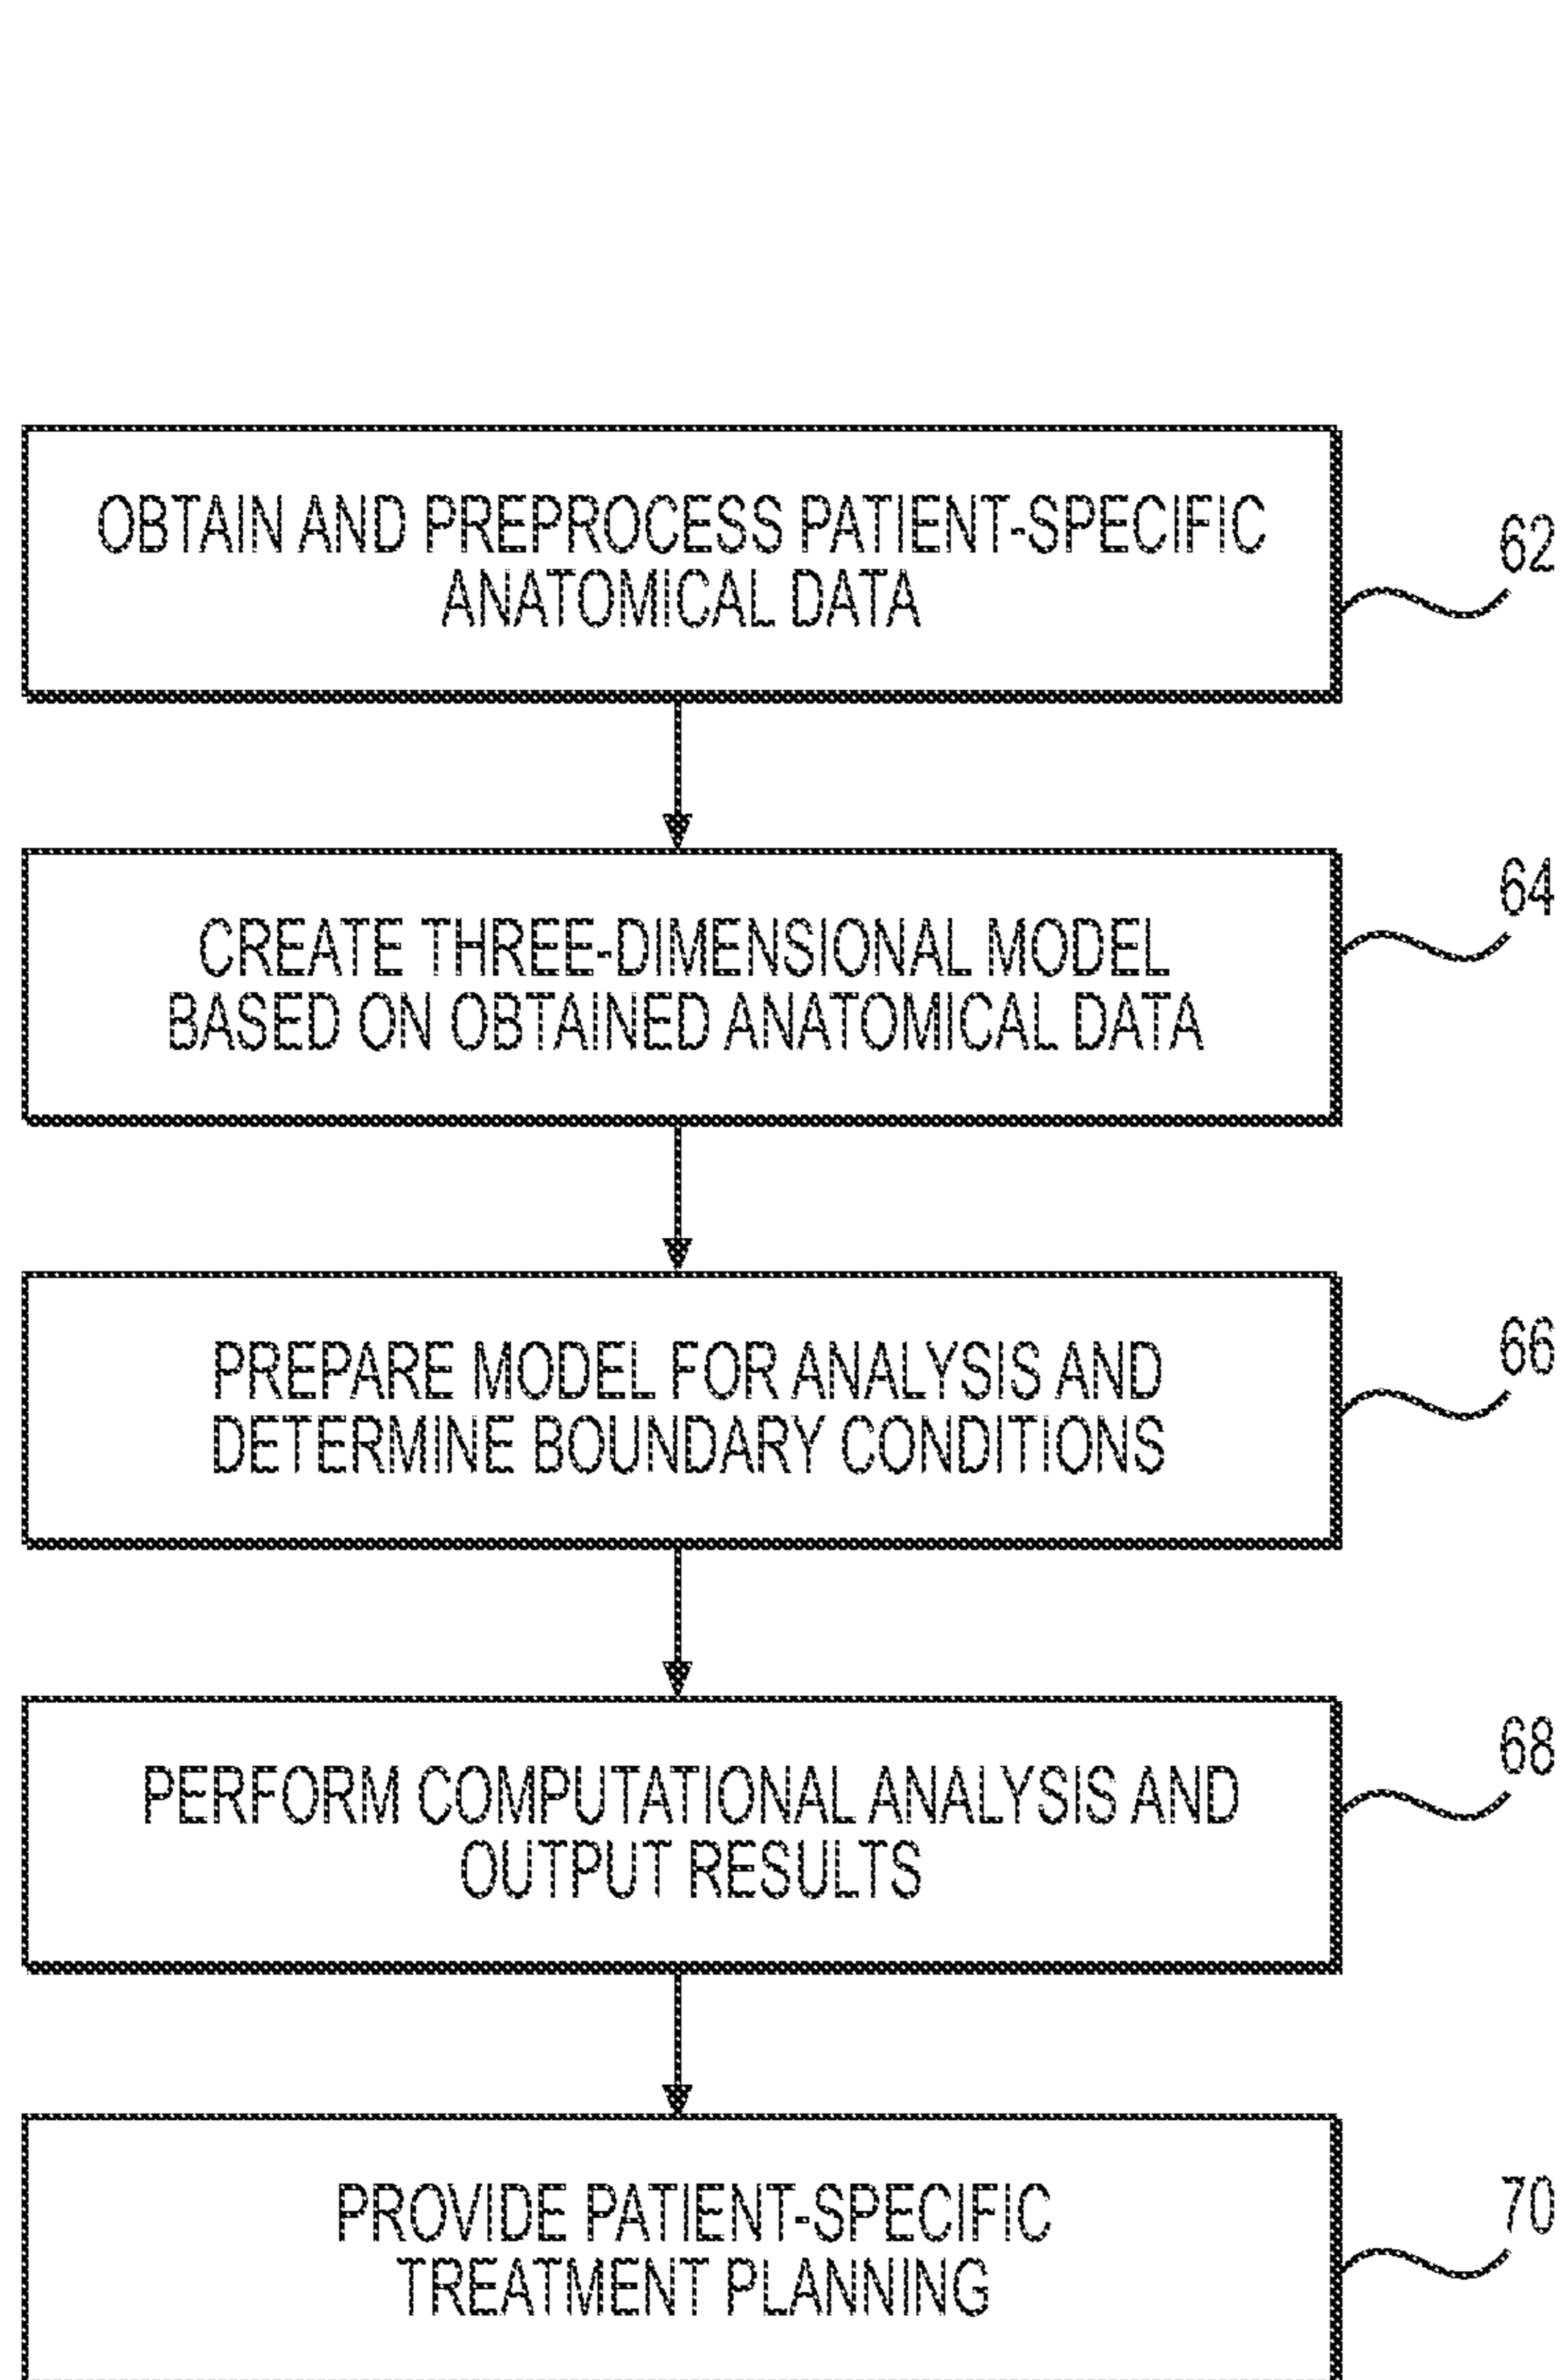 OBTAIN AND PREPROCESS PATIENT-SPECIFIC
ANATOMICAL DATA
62
CREATE THREE-DIMENSIONAL MODEL
BASED ON OBTAINED ANATOMICAL DATA
64
PREPARE MODEL FOR ANALYSIS AND
DETERMINE BOUNDARY CONDITIONS
66
PERFORM COMPUTATIONAL ANALYSIS AND
OUTPUT RESULTS
68
PROVIDE PATIENT-SPECIFIC
TREATMENT PLANNING
70